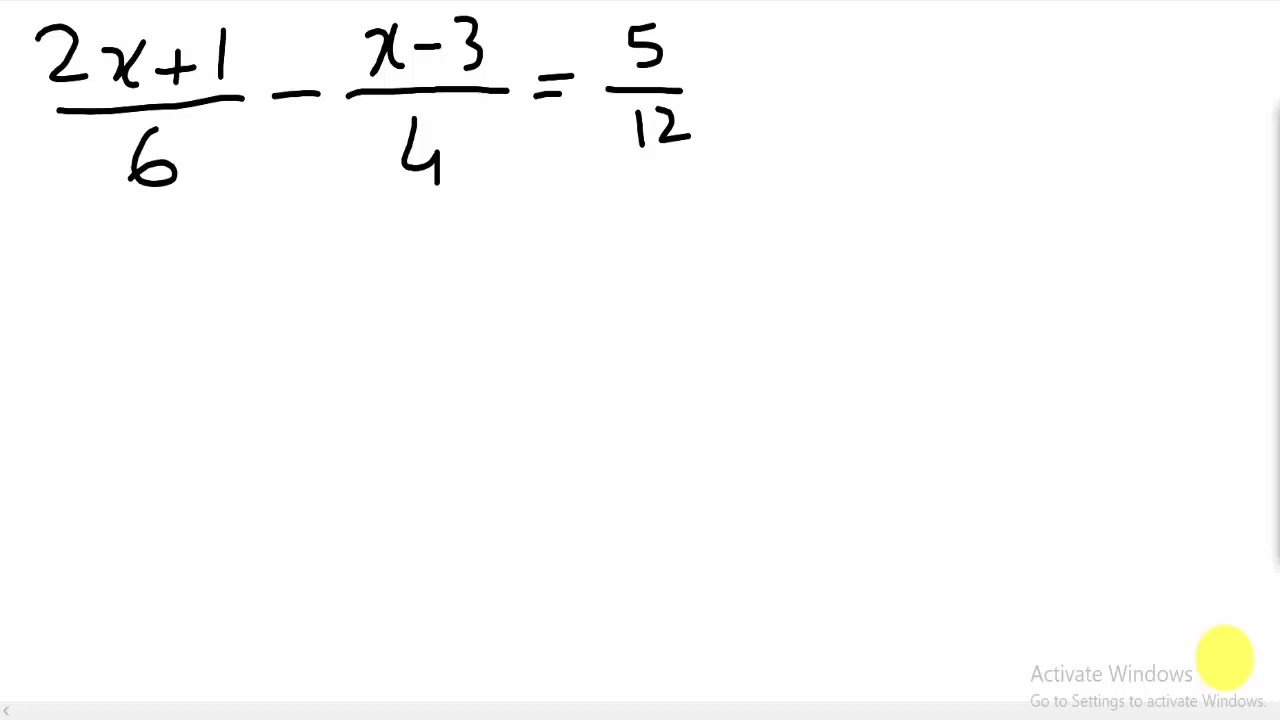 (2x+1)/6 - (x-3)/4 = 5/12
Activate Windows
Go to Settings to activate Windows.